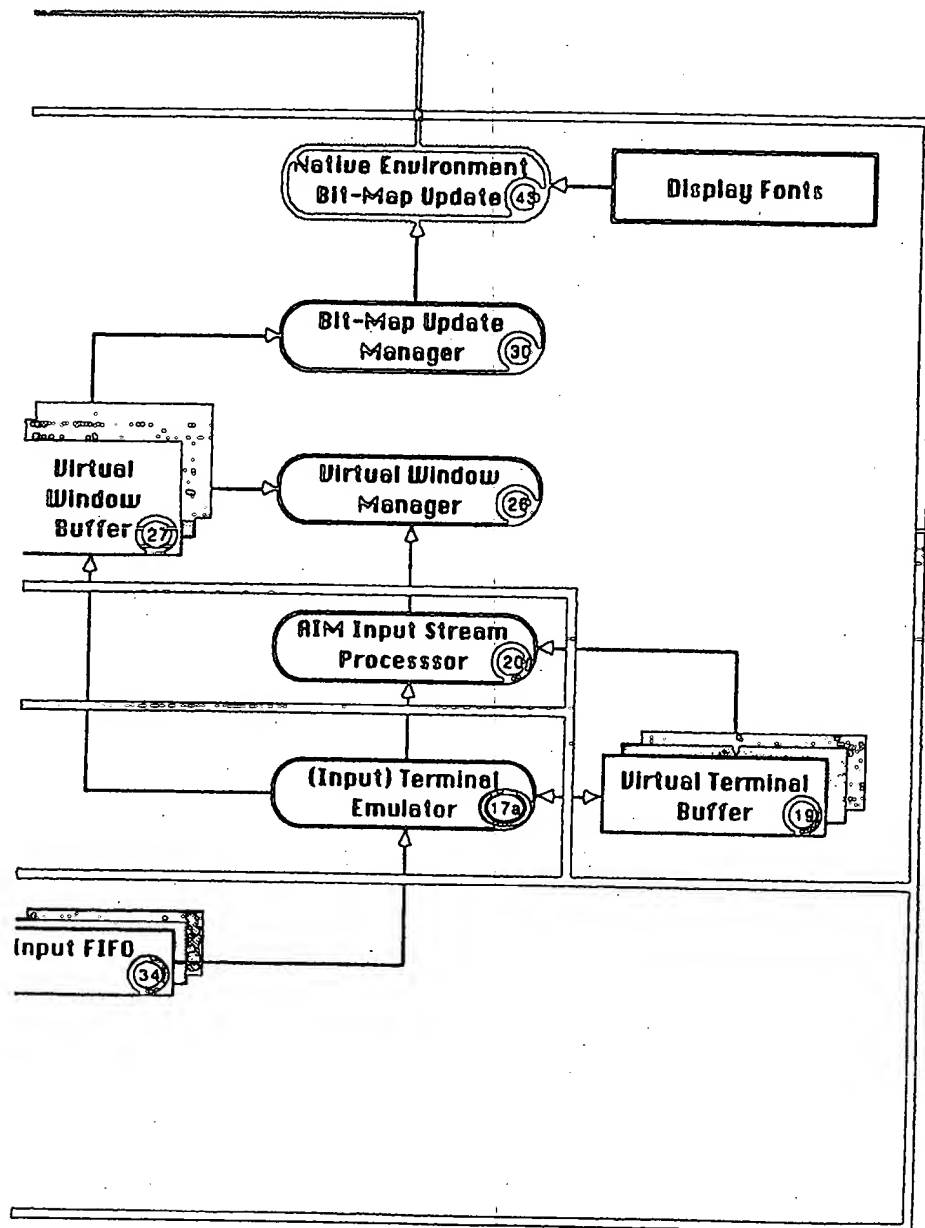 Native Environment
Bit-Map Update
43
Display Fonts
Bit-Map Update
Manager
30
Virtual
Window
Buffer
27
Virtual Window
Manager
26
AIM Input Stream
Processsor
20
(Input) Terminal
Emulator
17a
Virtual Terminal
Buffer
19
Input FIFO
34